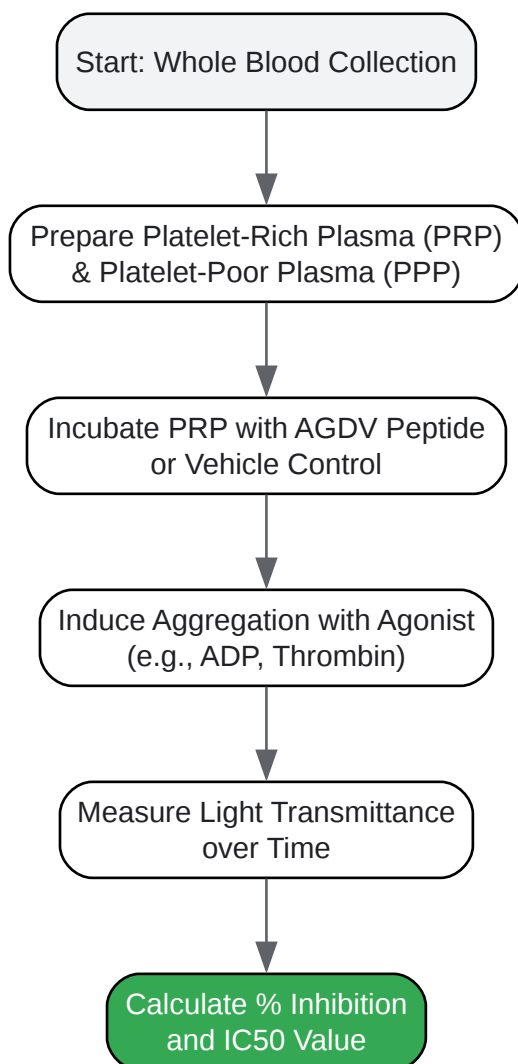 Start: Whole Blood Collection
Prepare Platelet-Rich Plasma (PRP)
& Platelet-Poor Plasma (PPP)
Incubate PRP with AGDV Peptide
or Vehicle Control
Induce Aggregation with Agonist
(e.g., ADP, Thrombin)
Measure Light Transmittance
over Time
Calculate % Inhibition
and IC50 Value